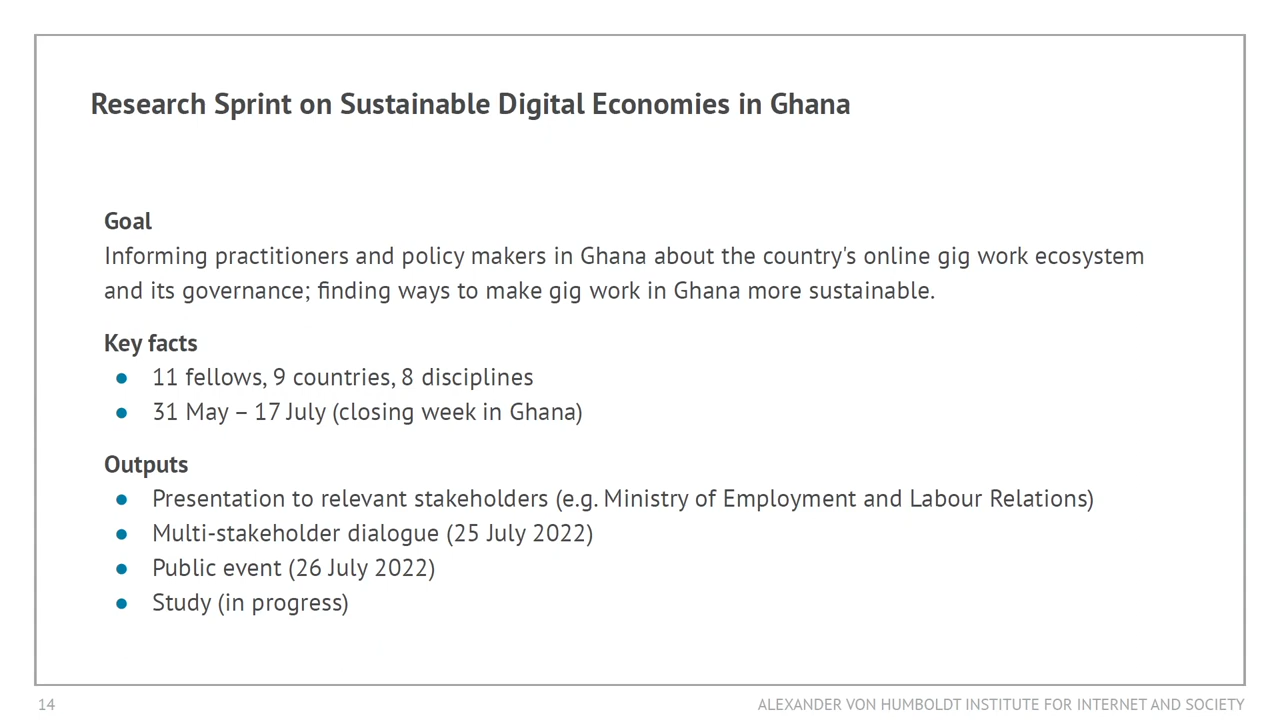 Research Sprint on Sustainable Digital Economies in Ghana
Goal
Informing practitioners and policy makers in Ghana about the country's online gig work ecosystem
and its governance; finding ways to make gig work in Ghana more sustainable.
Key facts
● 11 fellows, 9 countries, 8 disciplines
● 31 May – 17 July (closing week in Ghana)
Outputs
● Presentation to relevant stakeholders (e.g. Ministry of Employment and Labour Relations)
● Multi-stakeholder dialogue (25 July 2022)
● Public event (26 July 2022)
● Study (in progress)
14
ALEXANDER VON HUMBOLDT INSTITUTE FOR INTERNET AND SOCIETY